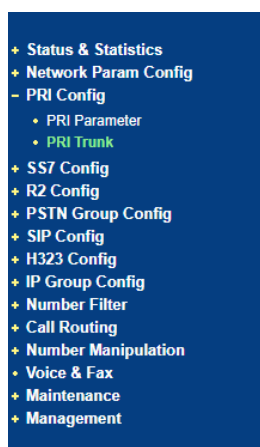 + Status & Statistics
+ Network Param Config
− PRI Config
• PRI Parameter
• PRI Trunk
+ SS7 Config
+ R2 Config
+ PSTN Group Config
+ SIP Config
+ H323 Config
+ IP Group Config
+ Number Filter
+ Call Routing
+ Number Manipulation
• Voice & Fax
+ Maintenance
+ Management